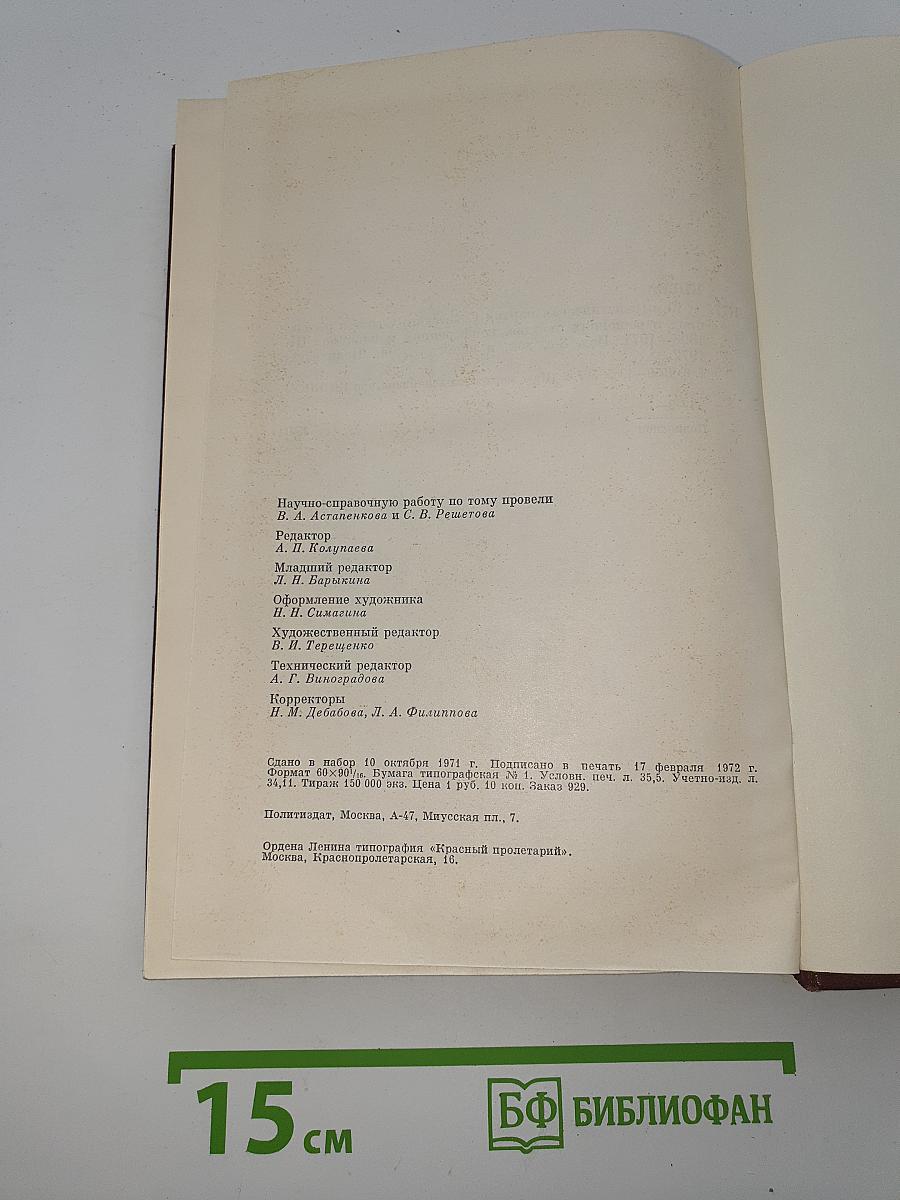 Научно-справочную работу по тому провели
В. А. Астапенкова и С. В. Решетова
Редактор
А. П. Колупаева
Младший редактор
Л. Н. Барыкина
Оформление художника
Н. Н. Симагина
Художественный редактор
В. И. Терещенко
Технический редактор
А. Г. Виноградова
Корректоры
Н. М. Дебабова, Л. А. Филиппова
Сдано в набор 10 октября 1971 г. Подписано в печать 17 февраля 1972 г.
Формат 60×90¹/₁₆. Бумага типографская № 1. Условн. печ. л. 35,5. Учетно-изд. л.
34,11. Тираж 150 000 экз. Цена 1 руб. 10 коп. Заказ 929.
Политиздат, Москва, А-47, Миусская пл., 7.
Ордена Ленина типография «Красный пролетарий».
Москва, Краснопролетарская, 16.
15 см
БФ БИБЛИОФАН